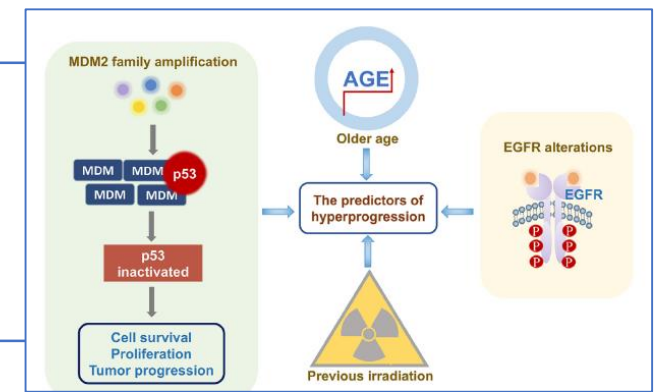 MDM2 family amplification
MDM
MDM
p53
MDM
MDM
p53
inactivated
Cell survival
Proliferation
Tumor progression
AGE
Older age
The predictors of
hyperprogression
Previous irradiation
EGFR alterations
EGFR
P
P
P
P
P
P